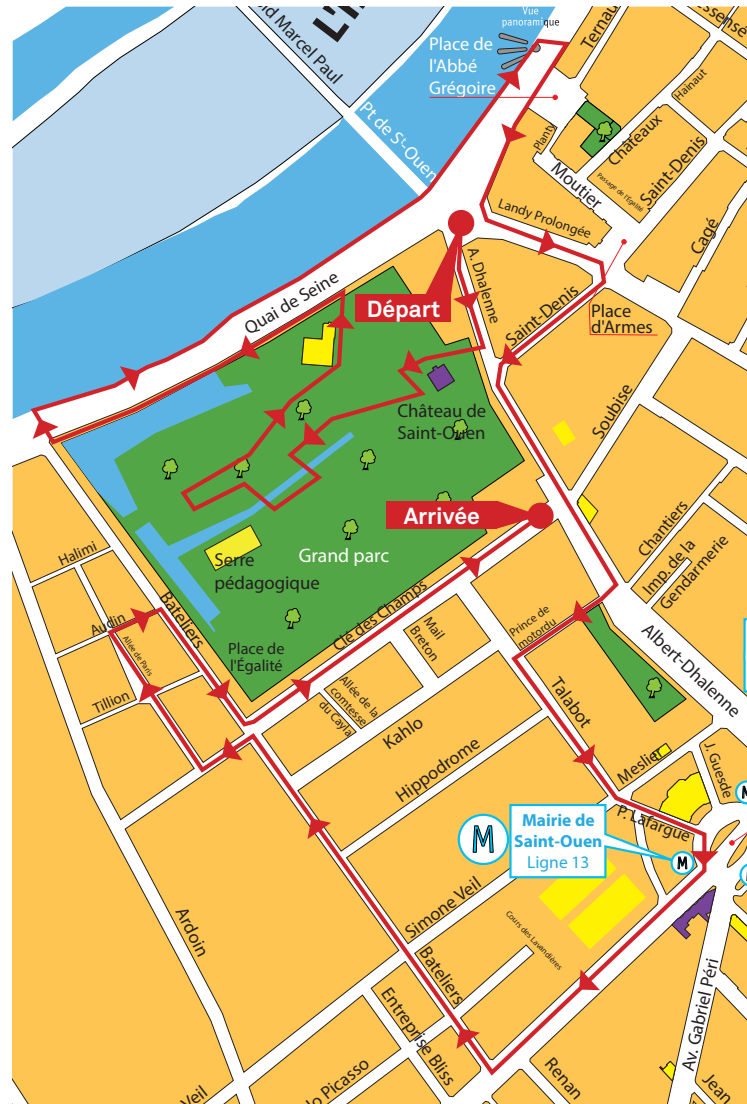 Vue
panoramique
nd Marcel Paul
L'Î
Place de
l'Abbé
Grégoire
Ternau
essensé
Hainaut
Pt de St-Ouen
Planty
Châteaux
Saint-Denis
Passage de l'Égalité
Moutier
Landy Prolongée
Cagé
A. Dhalenne
Quai de Seine
Départ
Saint-Denis
Place
d'Armes
Soubise
Château de
Saint-Ouen
Arrivée
Chantiers
Imp. de la
Gendarmerie
Serre
pédagogique
Grand parc
Halimi
Bateliers
Audin
Allée de Paris
Tillion
Place de
l'Égalité
Clé des Champs
Mail
Breton
Prince de
motordu
Albert-Dhalenne
Allée de la
comtesse
du Cayla
Kahlo
Talabot
Hippodrome
Meslier
J. Guesde
P. Lafargue
M
Mairie de
Saint-Ouen
Ligne 13
M
M
M
Ardoin
Simone Veil
Cours des Lavandières
Bateliers
Entreprise Bliss
Av. Gabriel Péri
Renan
Jean
Veil
lo Picasso